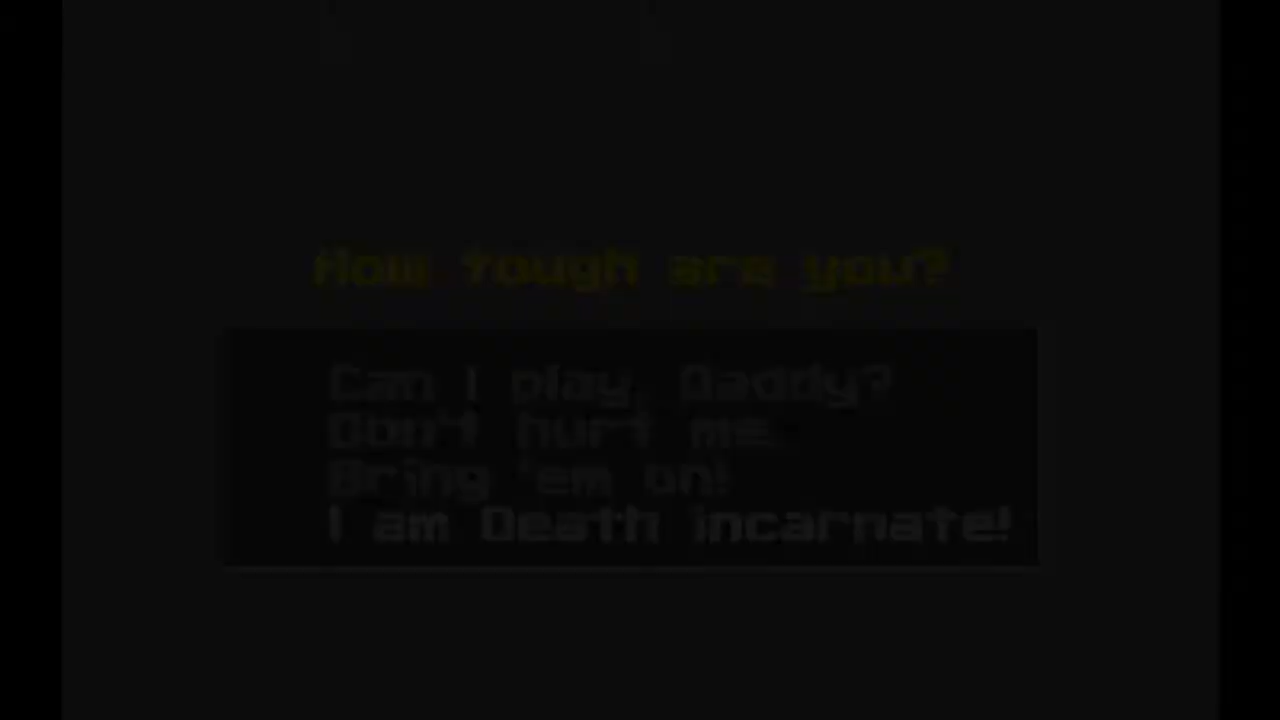 How tough are you?
Can I play, Daddy?
Don't hurt me.
Bring 'em on!
I am Death incarnate!